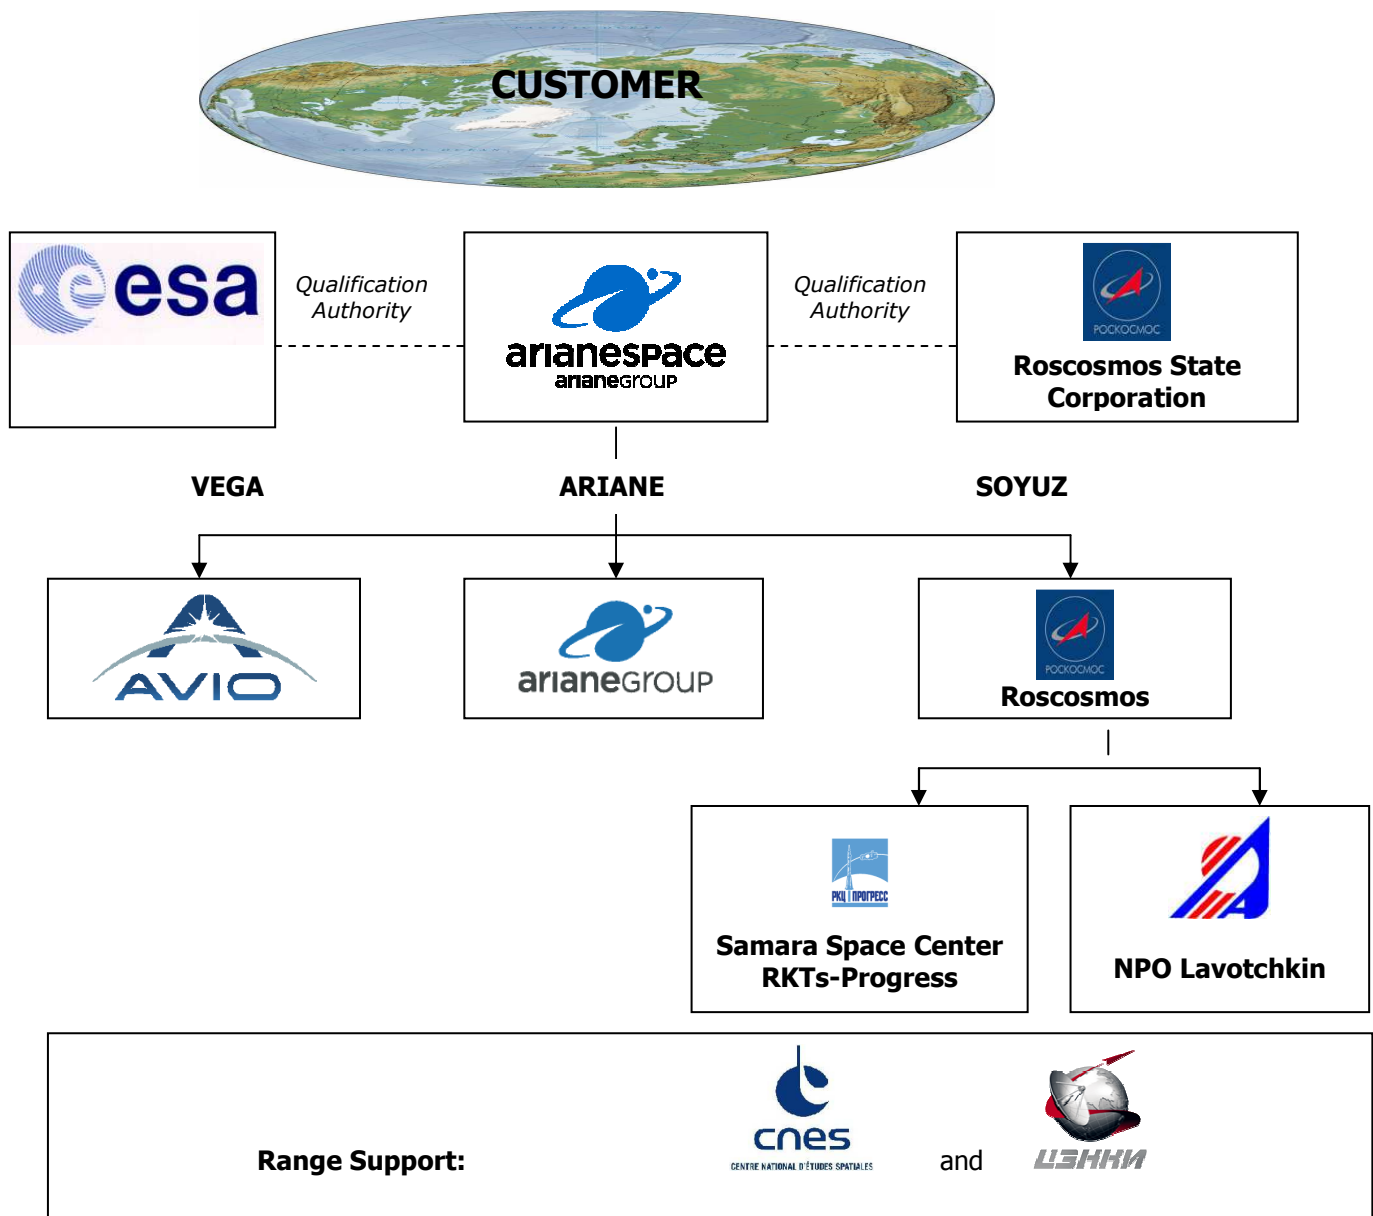 CUSTOMER
esa
Qualification
Authority
arianespace
arianeGROUP
Qualification
Authority
РОСКОСМОС
Roscosmos State
Corporation
VEGA
ARIANE
SOYUZ
AVIO
arianeGROUP
РОСКОСМОС
Roscosmos
РКЦ ПРОГРЕСС
Samara Space Center
RKTs-Progress
NPO Lavotchkin
Range Support:
cnes
CENTRE NATIONAL D'ÉTUDES SPATIALES
and
ЦЭНКИ